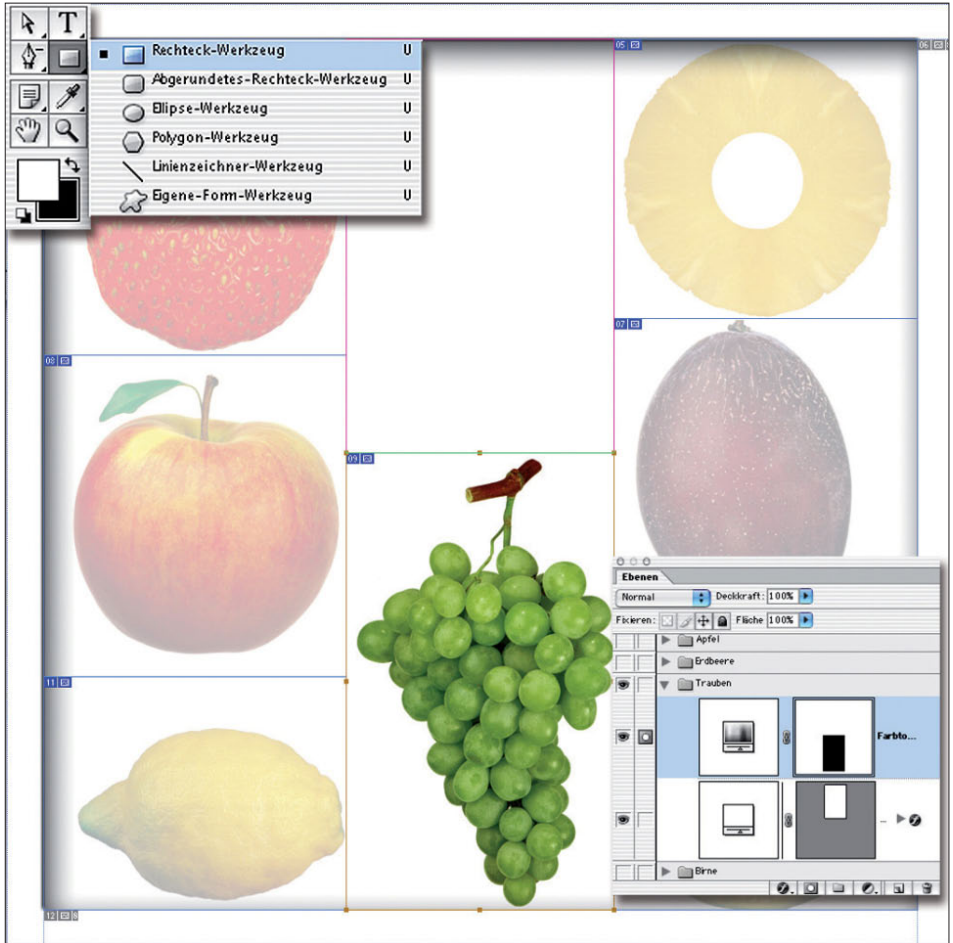 T
Rechteck-Werkzeug U
Abgerundetes-Rechteck-Werkzeug U
Ellipse-Werkzeug U
Polygon-Werkzeug U
Linienzeichner-Werkzeug U
Eigene-Form-Werkzeug U
05
06
07
08
09
11
12
Ebenen
Normal Deckkraft: 100%
Fixieren: Fläche 100%
Apfel
Erdbeere
Trauben
Farbto...
...
Birne